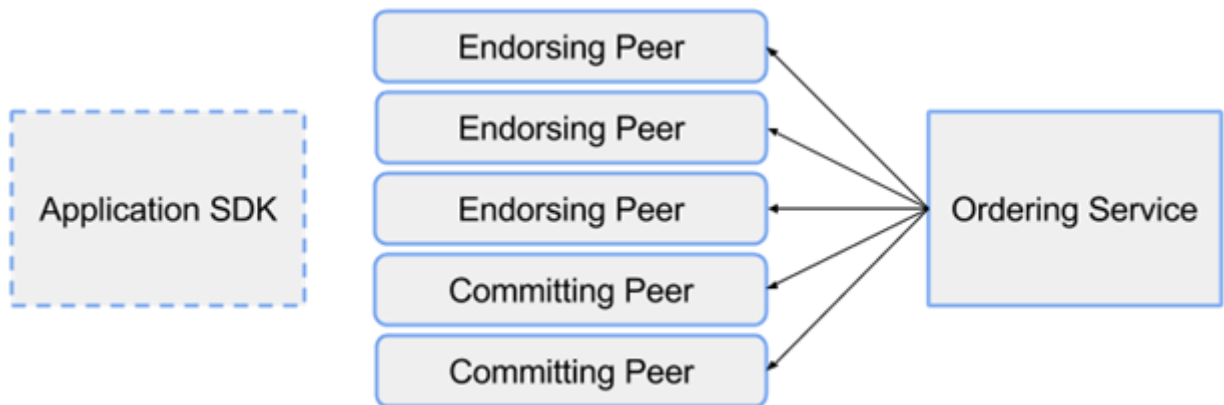 Application SDK
Endorsing Peer
Endorsing Peer
Endorsing Peer
Committing Peer
Committing Peer
Ordering Service